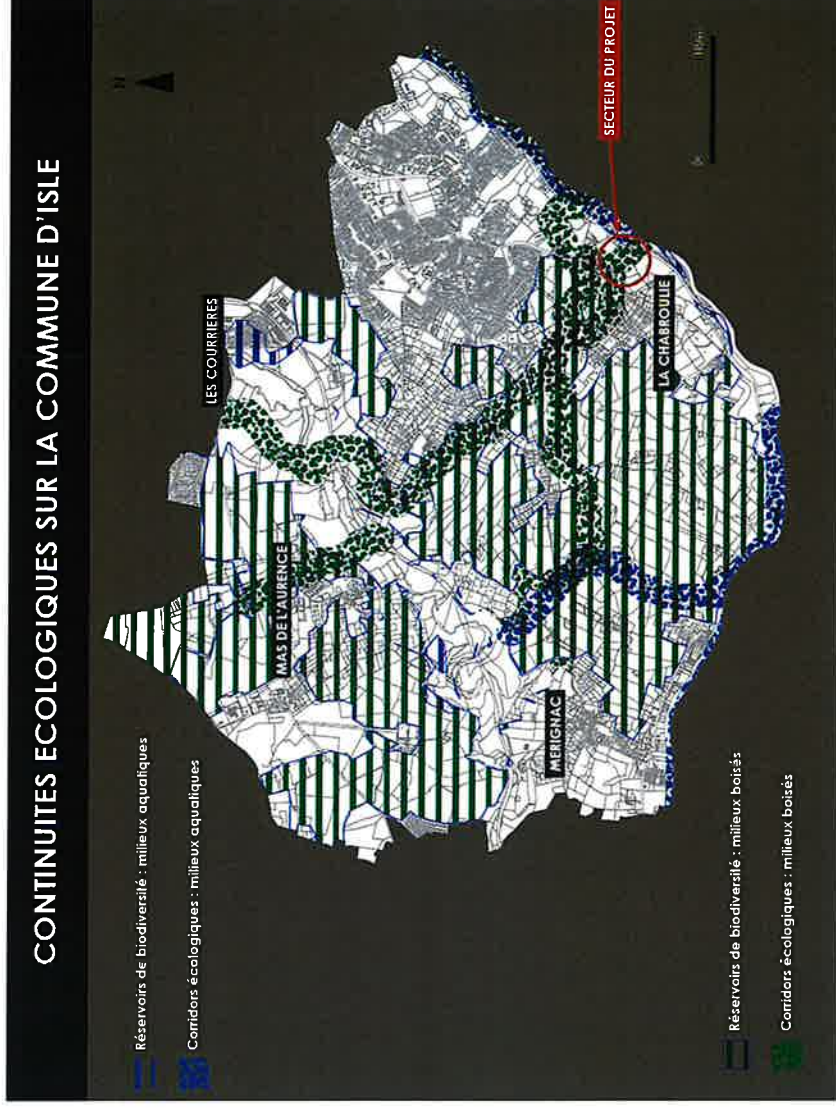 CONTINUITES ECOLOGIQUES SUR LA COMMUNE D'ISLE
Réservoirs de biodiversité : milieux aquatiques
Corridors écologiques : milieux aquatiques
LES COURRIERES
MAS DE L'AURENCE
MERIGNAC
LA CHABROULIE
SECTEUR DU PROJET
Réservoirs de biodiversité : milieux boisés
Corridors écologiques : milieux boisés
N